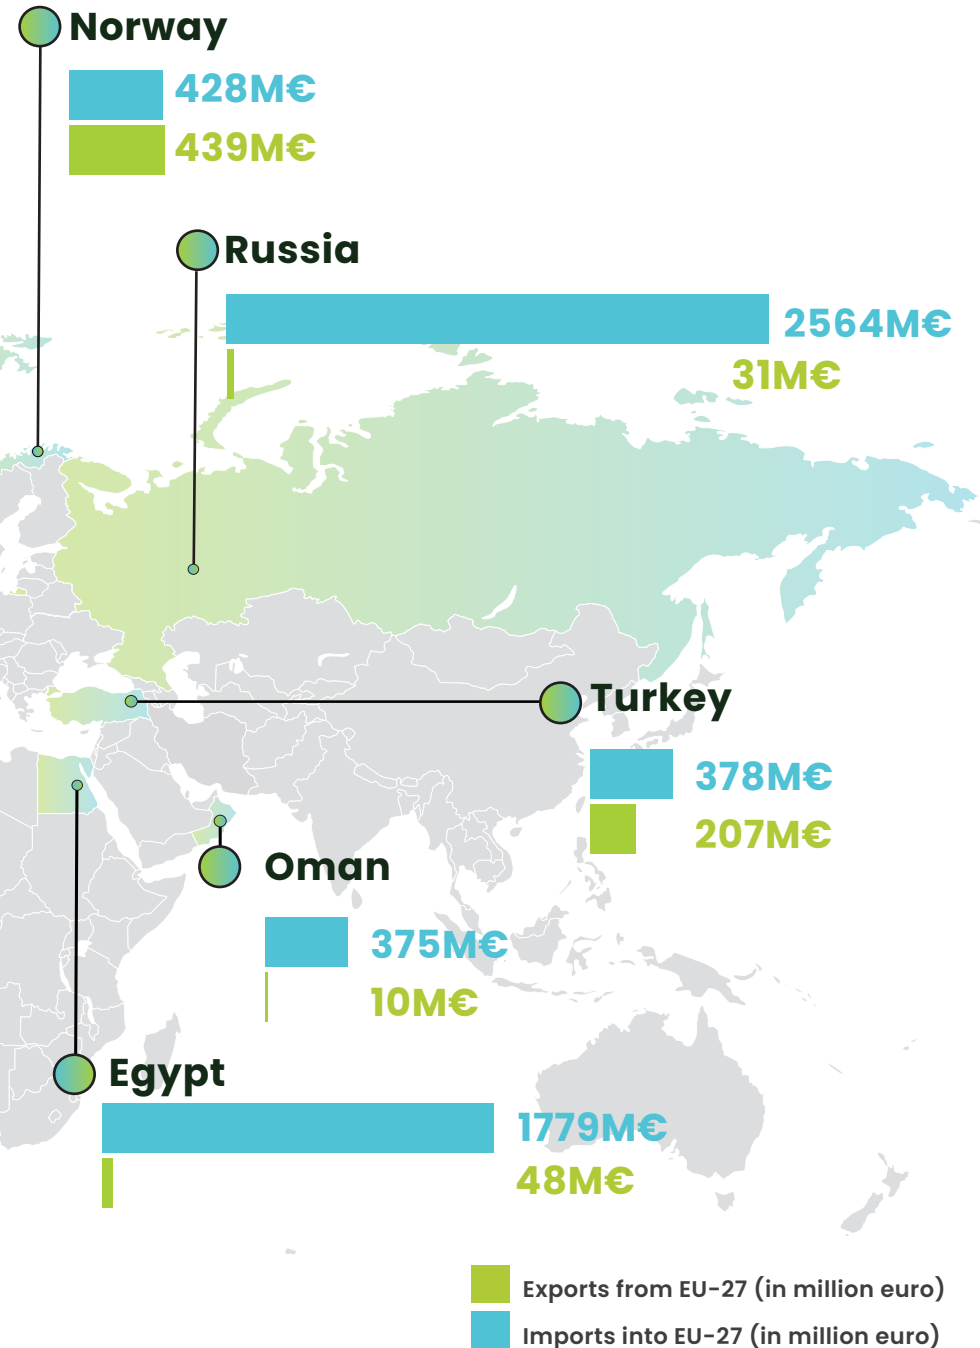 Norway
428M€
439M€
Russia
2564M€
31M€
Turkey
378M€
207M€
Oman
375M€
10M€
Egypt
1779M€
48M€
Exports from EU-27 (in million euro)
Imports into EU-27 (in million euro)